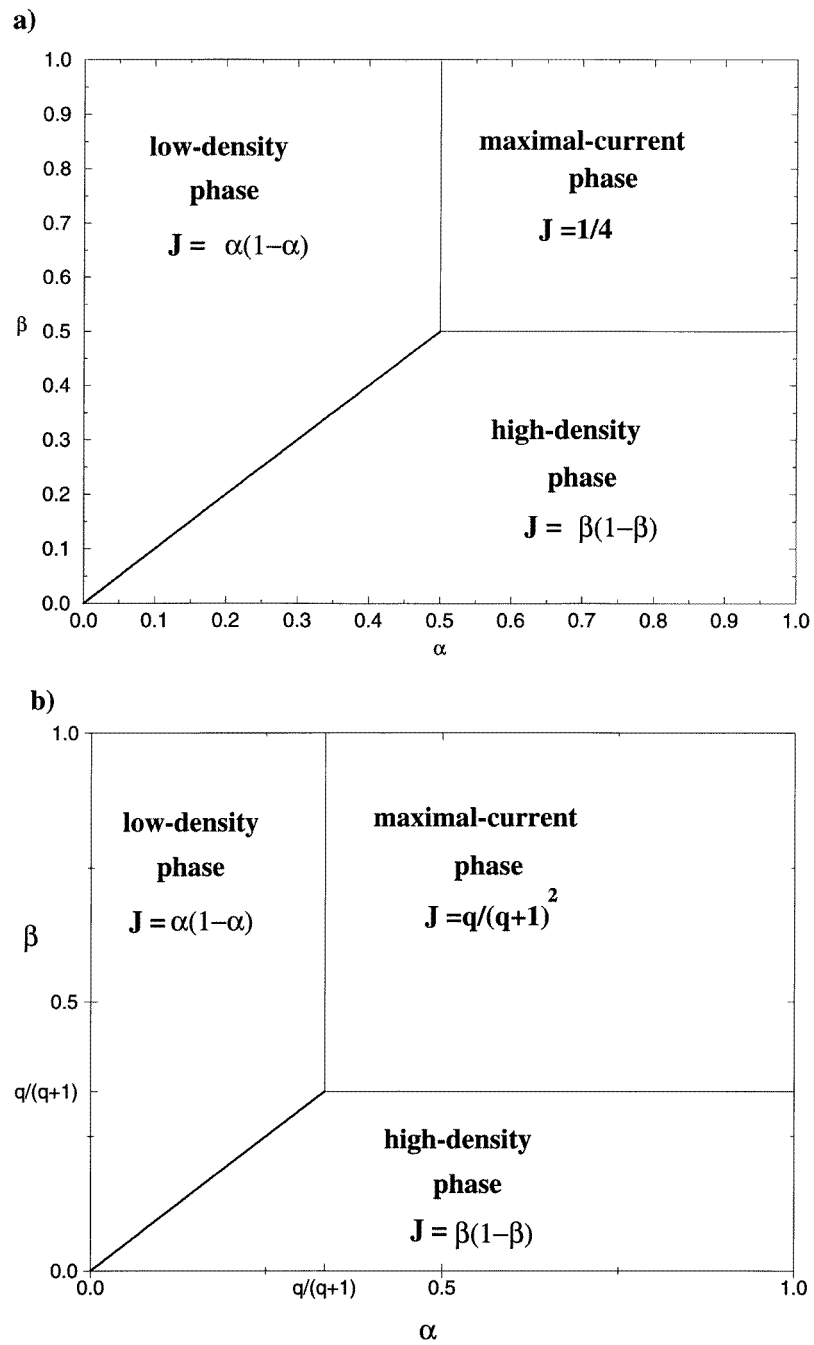 a)
1.0
0.9
0.8
0.7
0.6
β 0.5
0.4
0.3
0.2
0.1
0.0
low-density
phase
J = α(1−α)
maximal-current
phase
J =1/4
high-density
phase
J = β(1−β)
0.0 0.1 0.2 0.3 0.4 0.5 0.6 0.7 0.8 0.9 1.0
α
b)
1.0
β
0.5
q/(q+1)
0.0
low-density
phase
J = α(1−α)
maximal-current
phase
J =q/(q+1)²
high-density
phase
J = β(1−β)
0.0 q/(q+1) 0.5 1.0
α